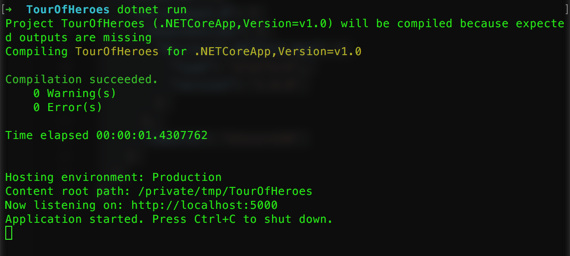 [→ TourOfHeroes dotnet run ]
Project TourOfHeroes (.NETCoreApp,Version=v1.0) will be compiled because expecte
d outputs are missing
Compiling TourOfHeroes for .NETCoreApp,Version=v1.0
Compilation succeeded.
0 Warning(s)
0 Error(s)
Time elapsed 00:00:01.4307762
Hosting environment: Production
Content root path: /private/tmp/TourOfHeroes
Now listening on: http://localhost:5000
Application started. Press Ctrl+C to shut down.